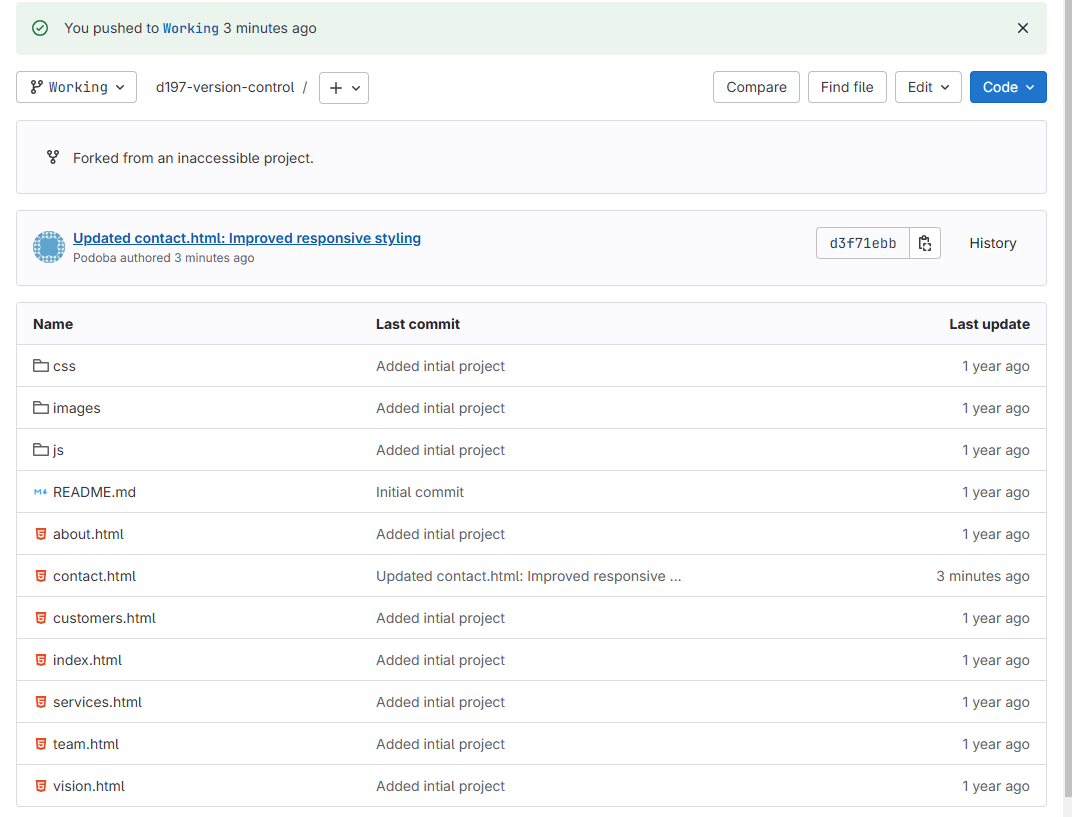 You pushed to Working 3 minutes ago
Working d197-version-control / + Compare Find file Edit Code
Forked from an inaccessible project.
Updated contact.html: Improved responsive styling
Podoba authored 3 minutes ago
d3f71ebb History
Name Last commit Last update
css Added intial project 1 year ago
images Added intial project 1 year ago
js Added intial project 1 year ago
README.md Initial commit 1 year ago
about.html Added intial project 1 year ago
contact.html Updated contact.html: Improved responsive ... 3 minutes ago
customers.html Added intial project 1 year ago
index.html Added intial project 1 year ago
services.html Added intial project 1 year ago
team.html Added intial project 1 year ago
vision.html Added intial project 1 year ago